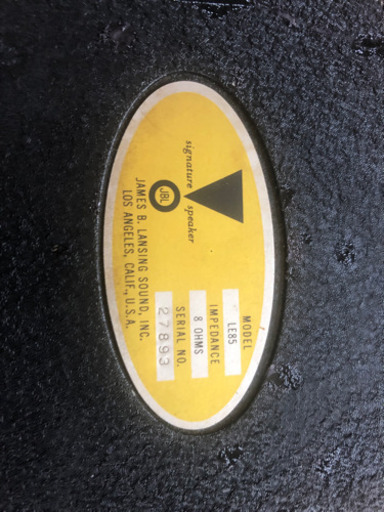 MODEL
LE85
IMPEDANCE
8 OHMS
SERIAL NO.
27893
signature speaker
JBL
JAMES B. LANSING SOUND, INC.
LOS ANGELES, CALIF., U.S.A.